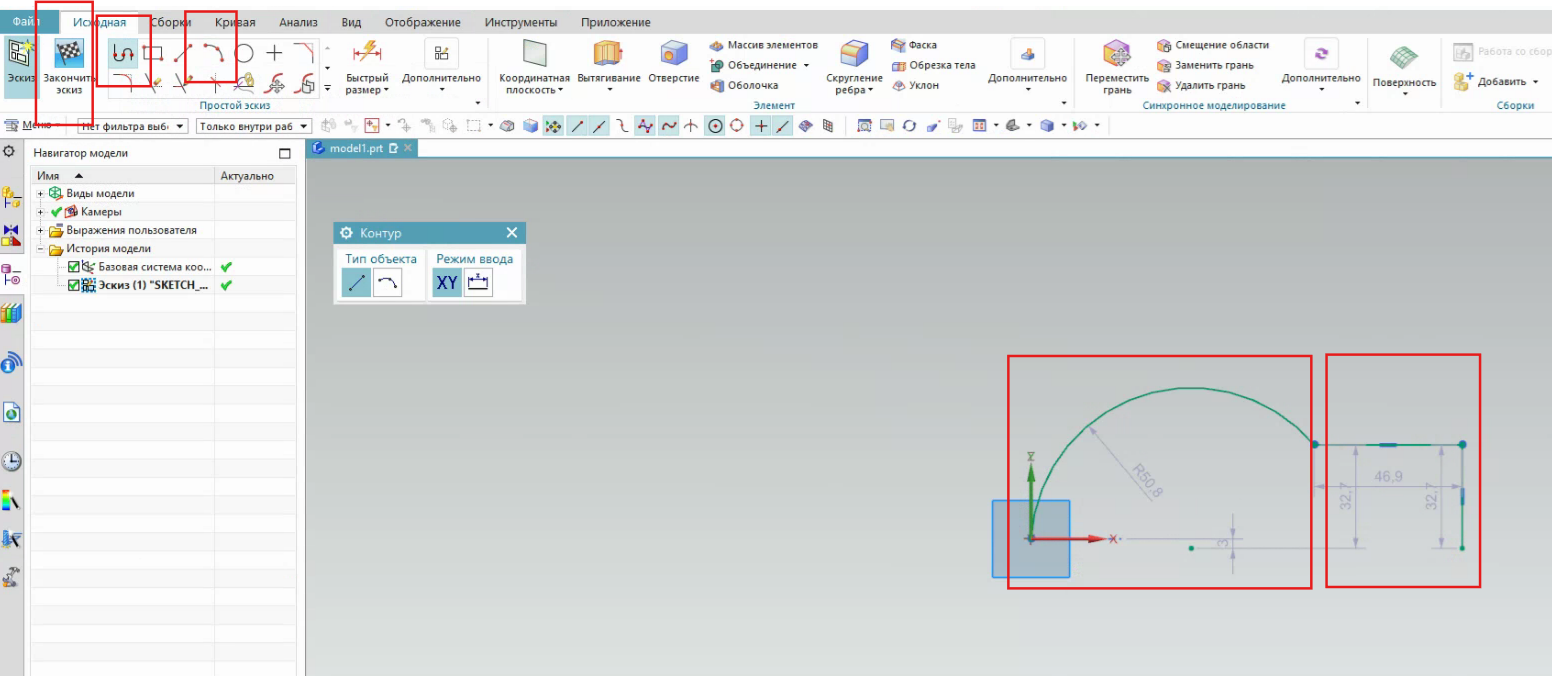 Файл Исходная Сборки Кривая Анализ Вид Отображение Инструменты Приложение
Эскиз
Закончить эскиз
Простой эскиз
Быстрый размер
Дополнительно
Координатная плоскость
Вытягивание
Отверстие
Массив элементов
Объединение
Оболочка
Скругление ребра
Фаска
Обрезка тела
Уклон
Дополнительно
Элемент
Переместить грань
Смещение области
Заменить грань
Удалить грань
Дополнительно
Синхронное моделирование
Поверхность
Работа со сбор
Добавить
Сборки
Меню
Нет фильтра выб
Только внутри раб
Навигатор модели
model1.prt
Имя Актуально
Виды модели
Камеры
Выражения пользователя
История модели
Базовая система коо...
Эскиз (1) "SKETCH_...
Контур
Тип объекта Режим ввода
XY
R50,8
46,9
32,7
32,7
3
X